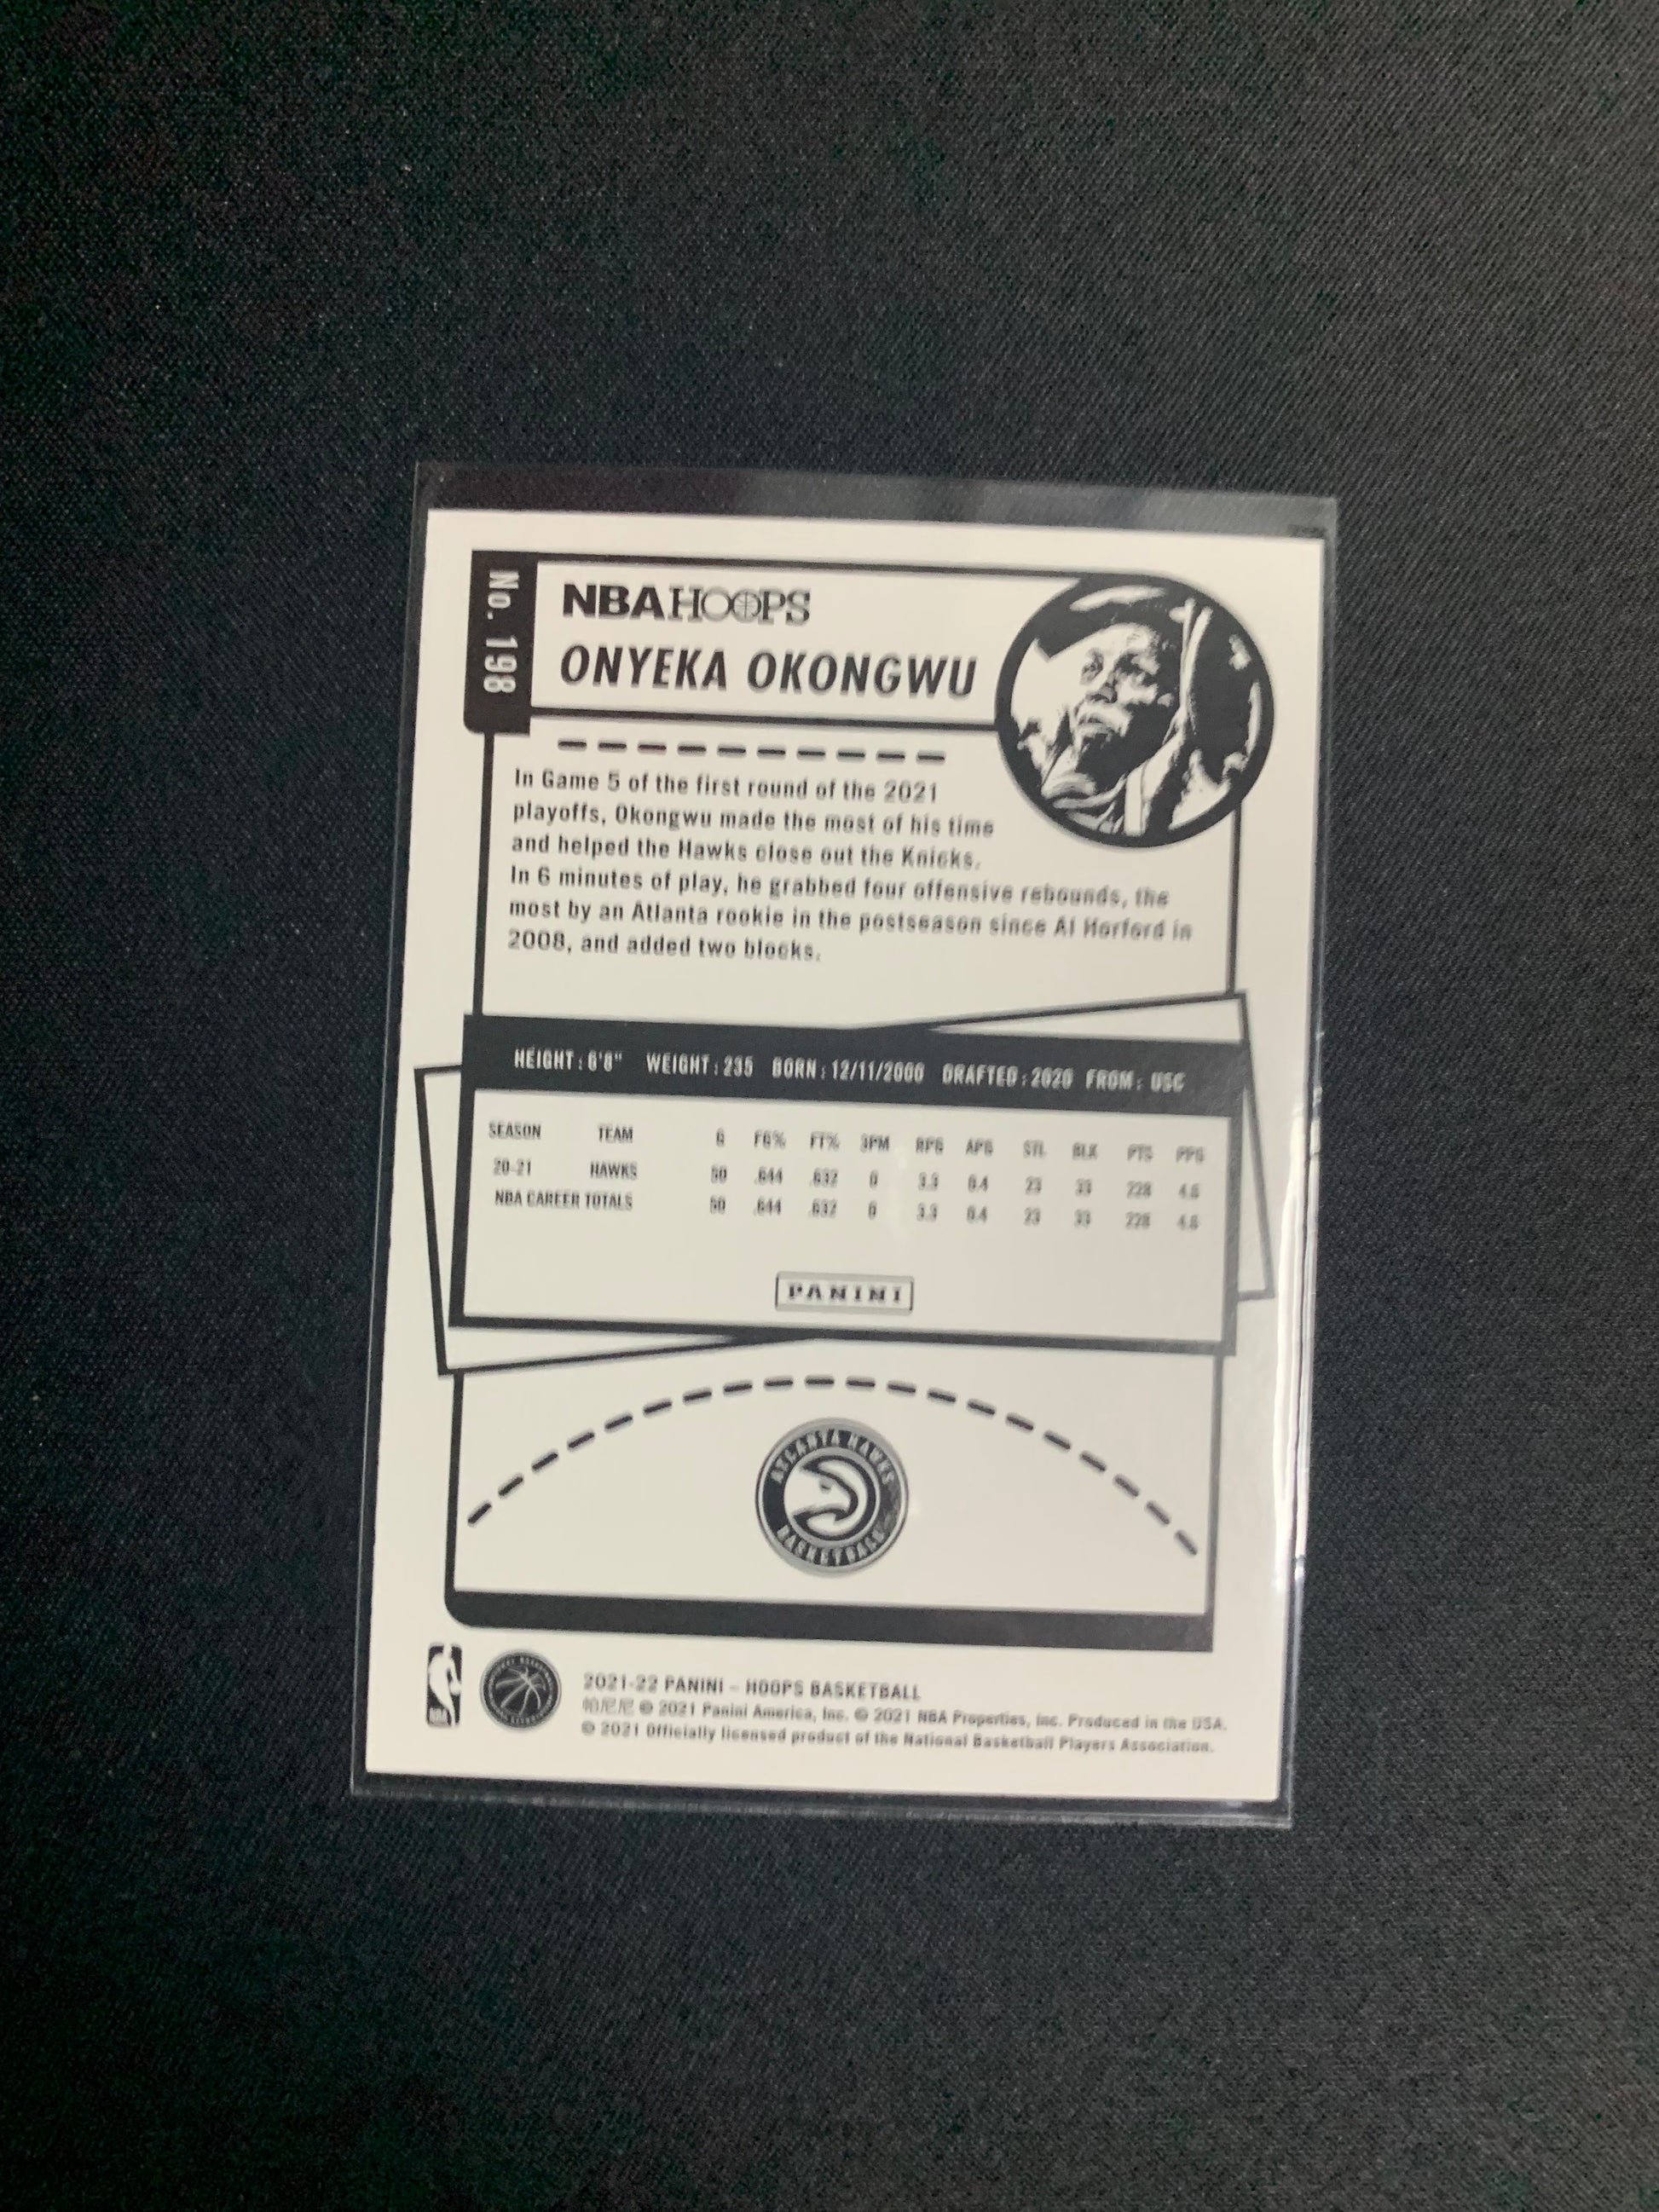 No. 198
NBA HOOPS
ONYEKA OKONGWU
In Game 5 of the first round of the 2021
playoffs, Okongwu made the most of his time
and helped the Hawks close out the Knicks.
In 6 minutes of play, he grabbed four offensive rebounds, the
most by an Atlanta rookie in the postseason since Al Horford in
2008, and added two blocks.
HEIGHT: 6'8" WEIGHT: 235 BORN: 12/11/2000 DRAFTED: 2020 FROM: USC
SEASON TEAM G FG% FT% 3PM RPG APG STL BLK PTS PPG
20-21 HAWKS 50 .644 .632 0 3.3 0.4 23 33 228 4.6
NBA CAREER TOTALS 50 .644 .632 0 3.3 0.4 23 33 228 4.6
PANINI
ATLANTA HAWKS
BASKETBALL
NBA
2021-22 PANINI – HOOPS BASKETBALL
帕尼尼 © 2021 Panini America, Inc. © 2021 NBA Properties, Inc. Produced in the USA.
© 2021 Officially licensed product of the National Basketball Players Association.